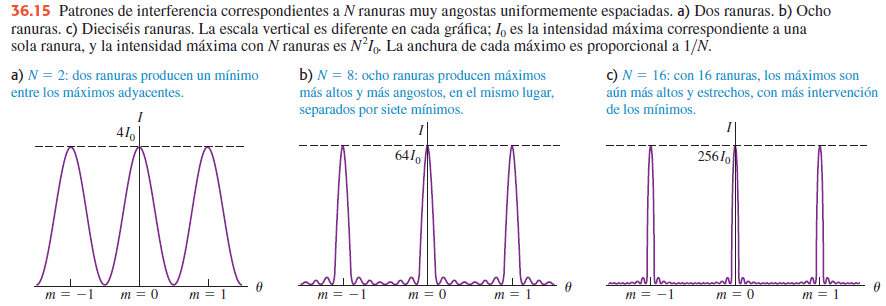 36.15 Patrones de interferencia correspondientes a N ranuras muy angostas uniformemente espaciadas. a) Dos ranuras. b) Ocho
ranuras. c) Dieciséis ranuras. La escala vertical es diferente en cada gráfica; I₀ es la intensidad máxima correspondiente a una
sola ranura, y la intensidad máxima con N ranuras es N²I₀. La anchura de cada máximo es proporcional a 1/N.
a) N = 2: dos ranuras producen un mínimo
entre los máximos adyacentes.
I
4I₀
m = −1 m = 0 m = 1 θ
b) N = 8: ocho ranuras producen máximos
más altos y más angostos, en el mismo lugar,
separados por siete mínimos.
I
64I₀
m = −1 m = 0 m = 1 θ
c) N = 16: con 16 ranuras, los máximos son
aún más altos y estrechos, con más intervención
de los mínimos.
I
256I₀
m = −1 m = 0 m = 1 θ